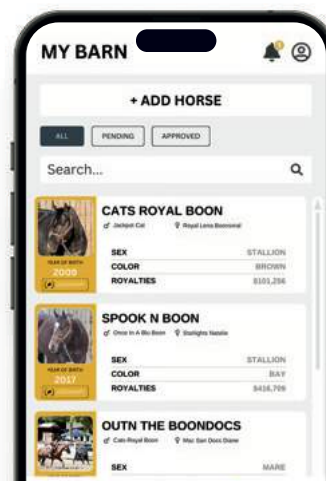 MY BARN
+ ADD HORSE
ALL PENDING APPROVED
Search...
CATS ROYAL BOON
♂ Jackpot Cat ♀ Royal Lena Boonsmal
SEX STALLION
COLOR BROWN
ROYALTIES $101,256
YEAR OF BIRTH
2009
SPOOK N BOON
♂ Once In A Blu Boon ♀ Starlights Natalie
SEX STALLION
COLOR BAY
ROYALTIES $416,709
YEAR OF BIRTH
2017
OUTN THE BOONDOCS
♂ Cats Royal Boon ♀ Mac San Docs Diane
SEX MARE